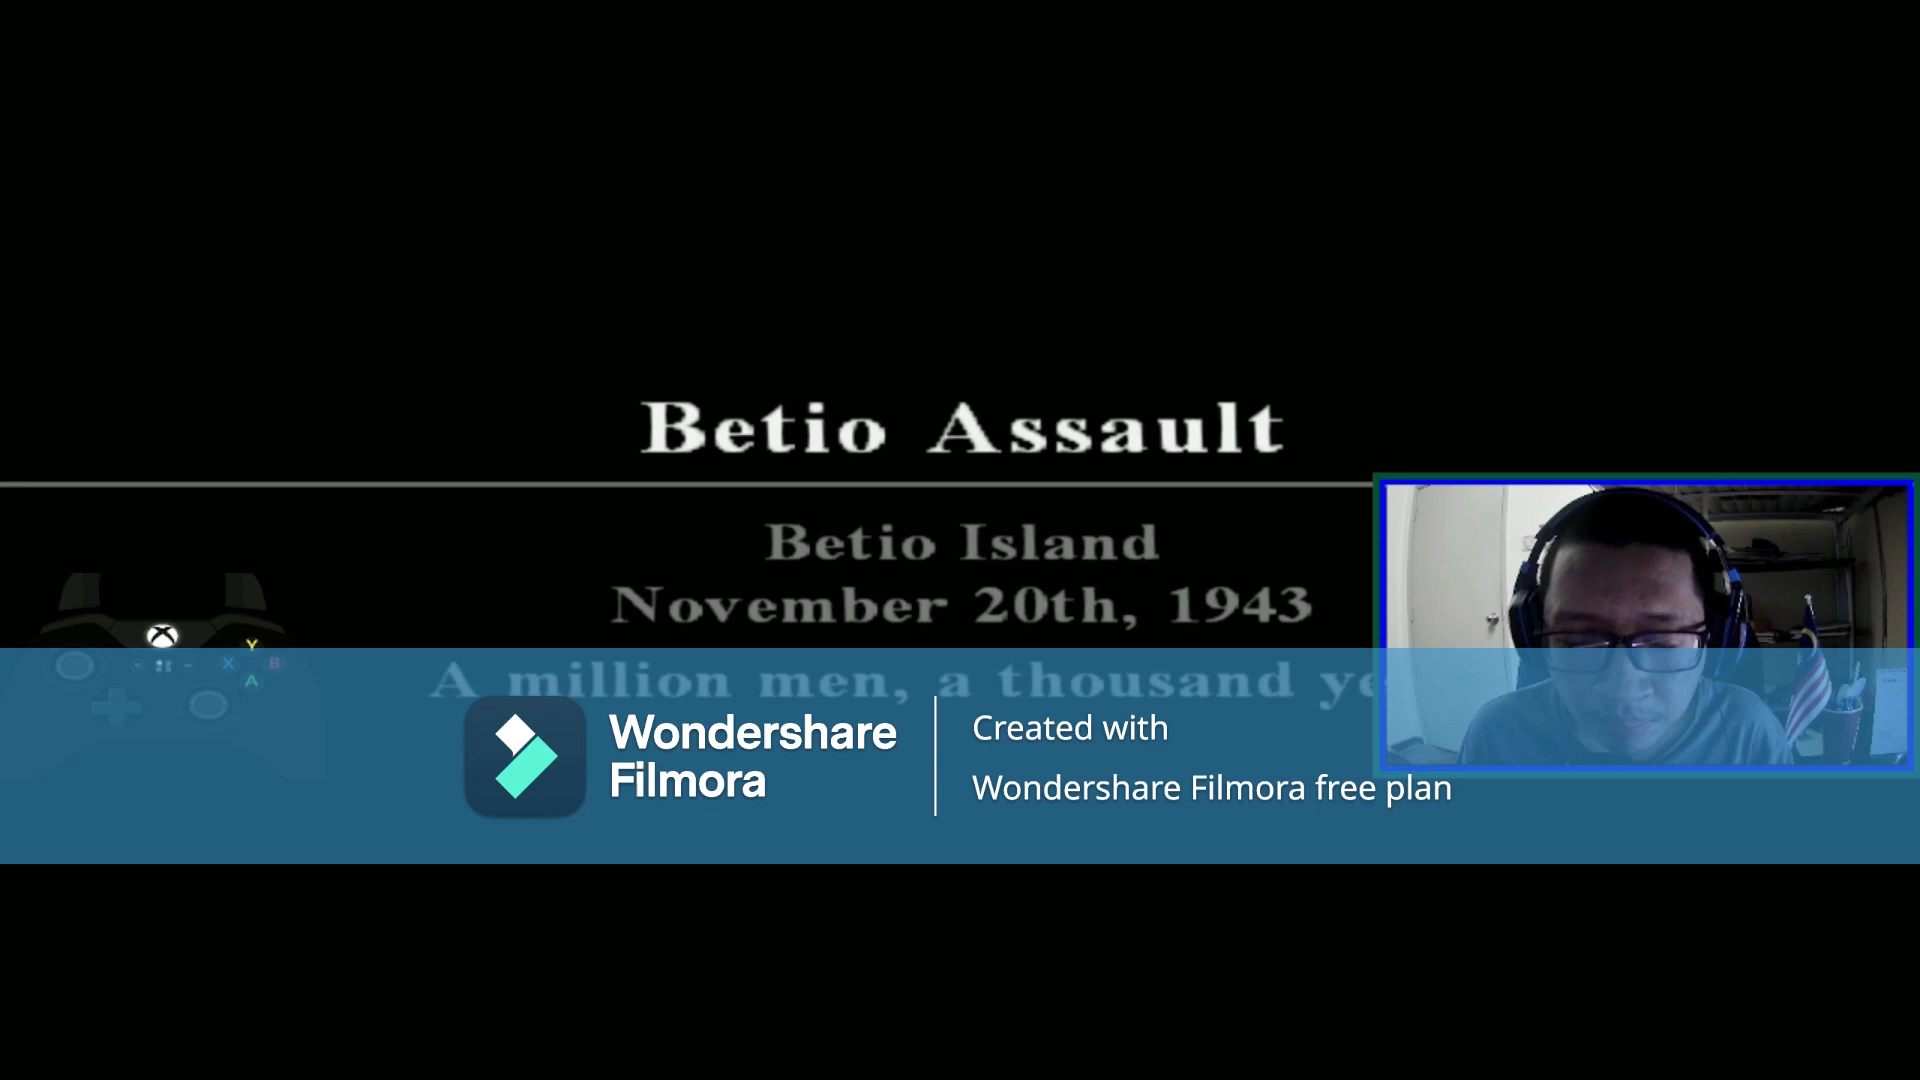 Betio Assault
Betio Island
November 20th, 1943
A million men, a thousand
Y
X B
A
Wondershare
Filmora
Created with
Wondershare Filmora free plan